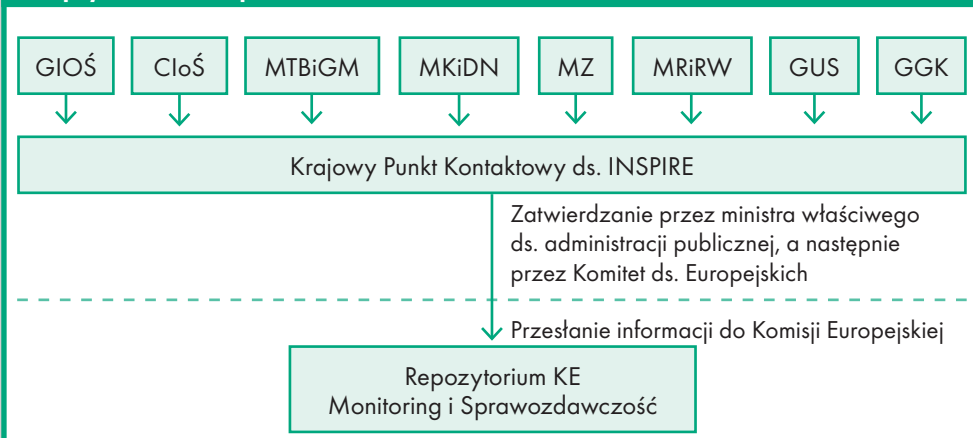 GIOŚ CIoŚ MTBiGM MKiDN MZ MRiRW GUS GGK
Krajowy Punkt Kontaktowy ds. INSPIRE
Zatwierdzanie przez ministra właściwego
ds. administracji publicznej, a następnie
przez Komitet ds. Europejskich
Przesłanie informacji do Komisji Europejskiej
Repozytorium KE
Monitoring i Sprawozdawczość